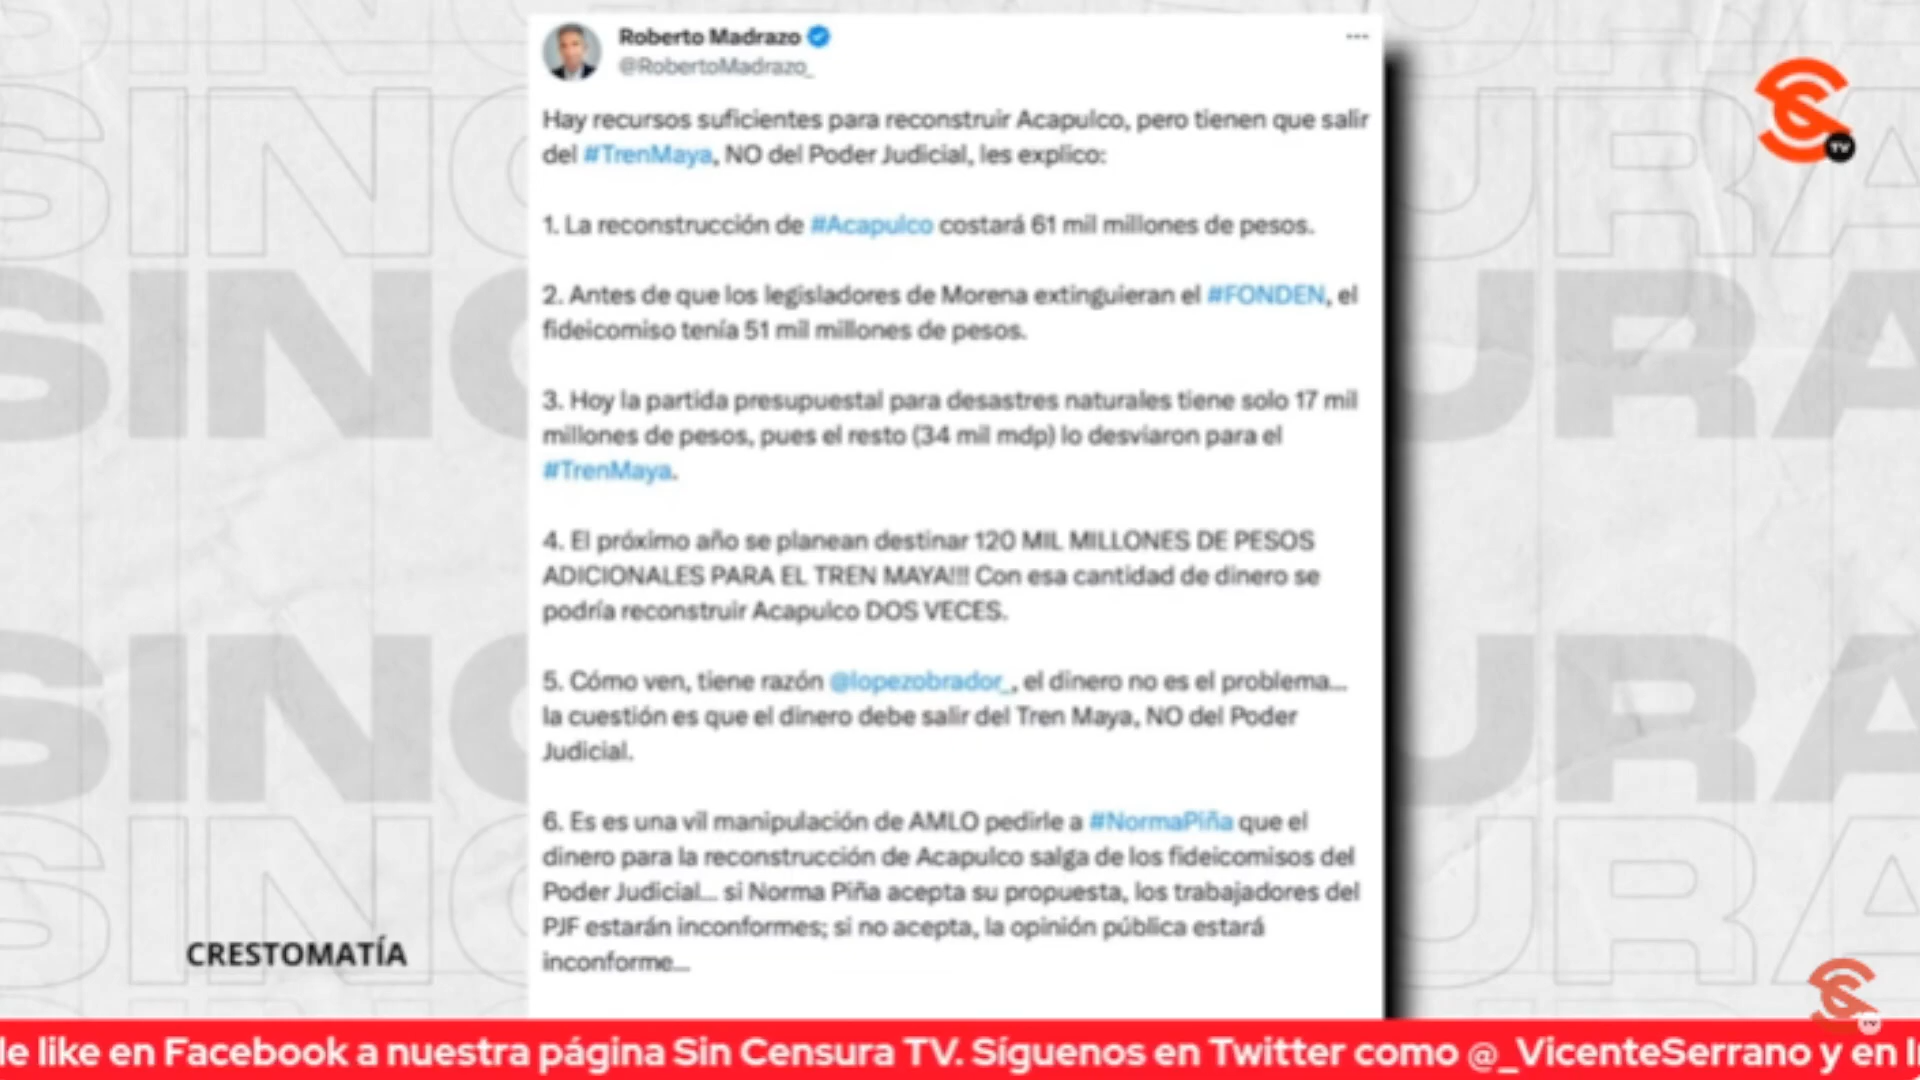 Roberto Madrazo
@RobertoMadrazo_
Hay recursos suficientes para reconstruir Acapulco, pero tienen que salir
del #TrenMaya, NO del Poder Judicial, les explico:
1. La reconstrucción de #Acapulco costará 61 mil millones de pesos.
2. Antes de que los legisladores de Morena extinguieran el #FONDEN, el
fideicomiso tenía 51 mil millones de pesos.
3. Hoy la partida presupuestal para desastres naturales tiene solo 17 mil
millones de pesos, pues el resto (34 mil mdp) lo desviaron para el
#TrenMaya.
4. El próximo año se planean destinar 120 MIL MILLONES DE PESOS
ADICIONALES PARA EL TREN MAYA!!! Con esa cantidad de dinero se
podría reconstruir Acapulco DOS VECES.
5. Cómo ven, tiene razón @lopezobrador_, el dinero no es el problema...
la cuestión es que el dinero debe salir del Tren Maya, NO del Poder
Judicial.
6. Es es una vil manipulación de AMLO pedirle a #NormaPiña que el
dinero para la reconstrucción de Acapulco salga de los fideicomisos del
Poder Judicial... si Norma Piña acepta su propuesta, los trabajadores del
PJF estarán inconformes; si no acepta, la opinión pública estará
inconforme...
CRESTOMATÍA
TV
SIN
SIN
URA
URA
SIN
SIN
URA
URA
TV
le like en Facebook a nuestra página Sin Censura TV. Síguenos en Twitter como @_VicenteSerrano y en I